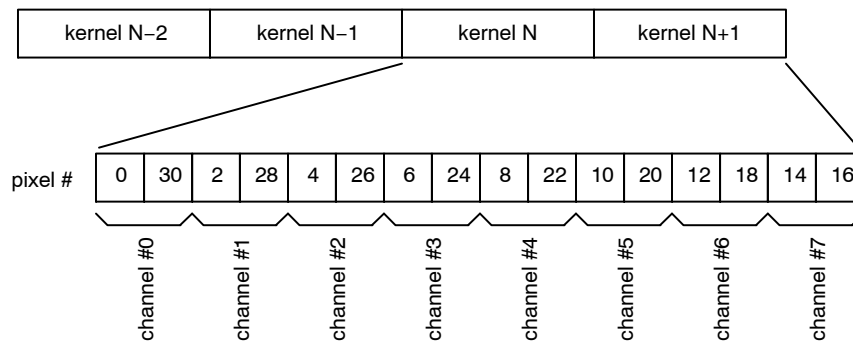 kernel N−2 kernel N−1 kernel N kernel N+1
pixel # 0 30 2 28 4 26 6 24 8 22 10 20 12 18 14 16
channel #0 channel #1 channel #2 channel #3 channel #4 channel #5 channel #6 channel #7